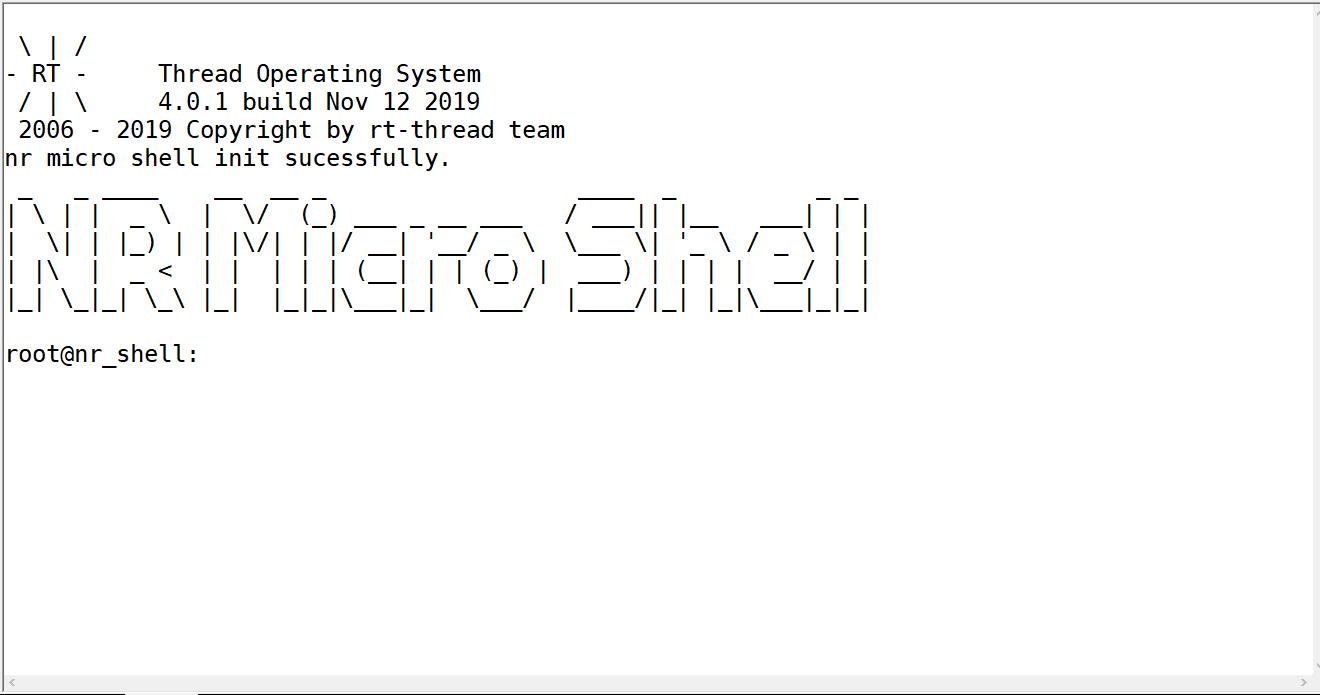 \ | /
- RT -     Thread Operating System
 / | \     4.0.1 build Nov 12 2019
 2006 - 2019 Copyright by rt-thread team
nr micro shell init sucessfully.
NR Micro Shell
root@nr_shell: